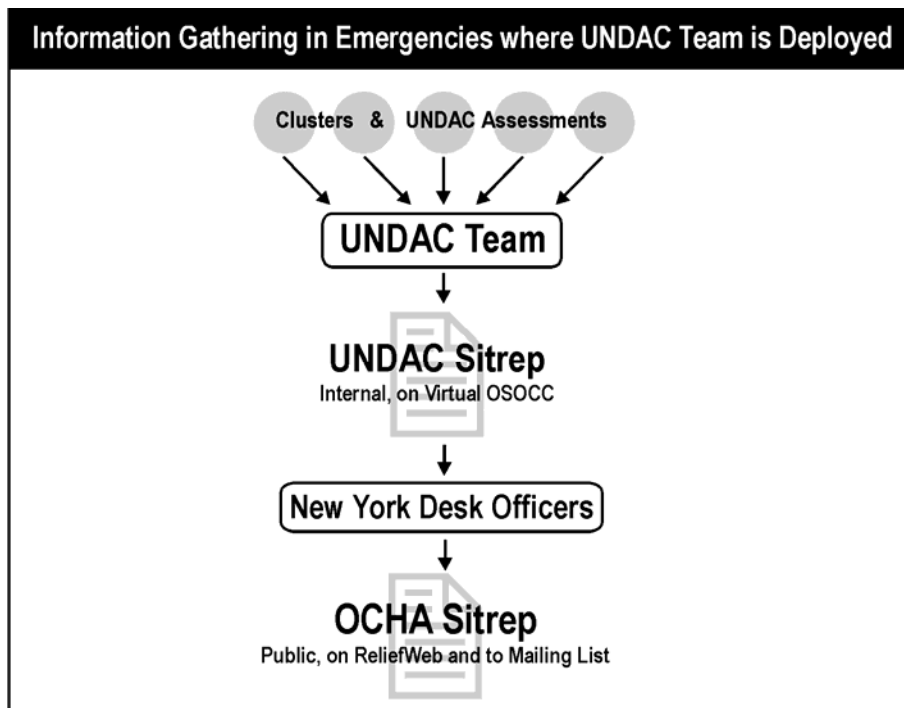 Information Gathering in Emergencies where UNDAC Team is Deployed
Clusters & UNDAC Assessments
UNDAC Team
UNDAC Sitrep
Internal, on Virtual OSOCC
New York Desk Officers
OCHA Sitrep
Public, on ReliefWeb and to Mailing List